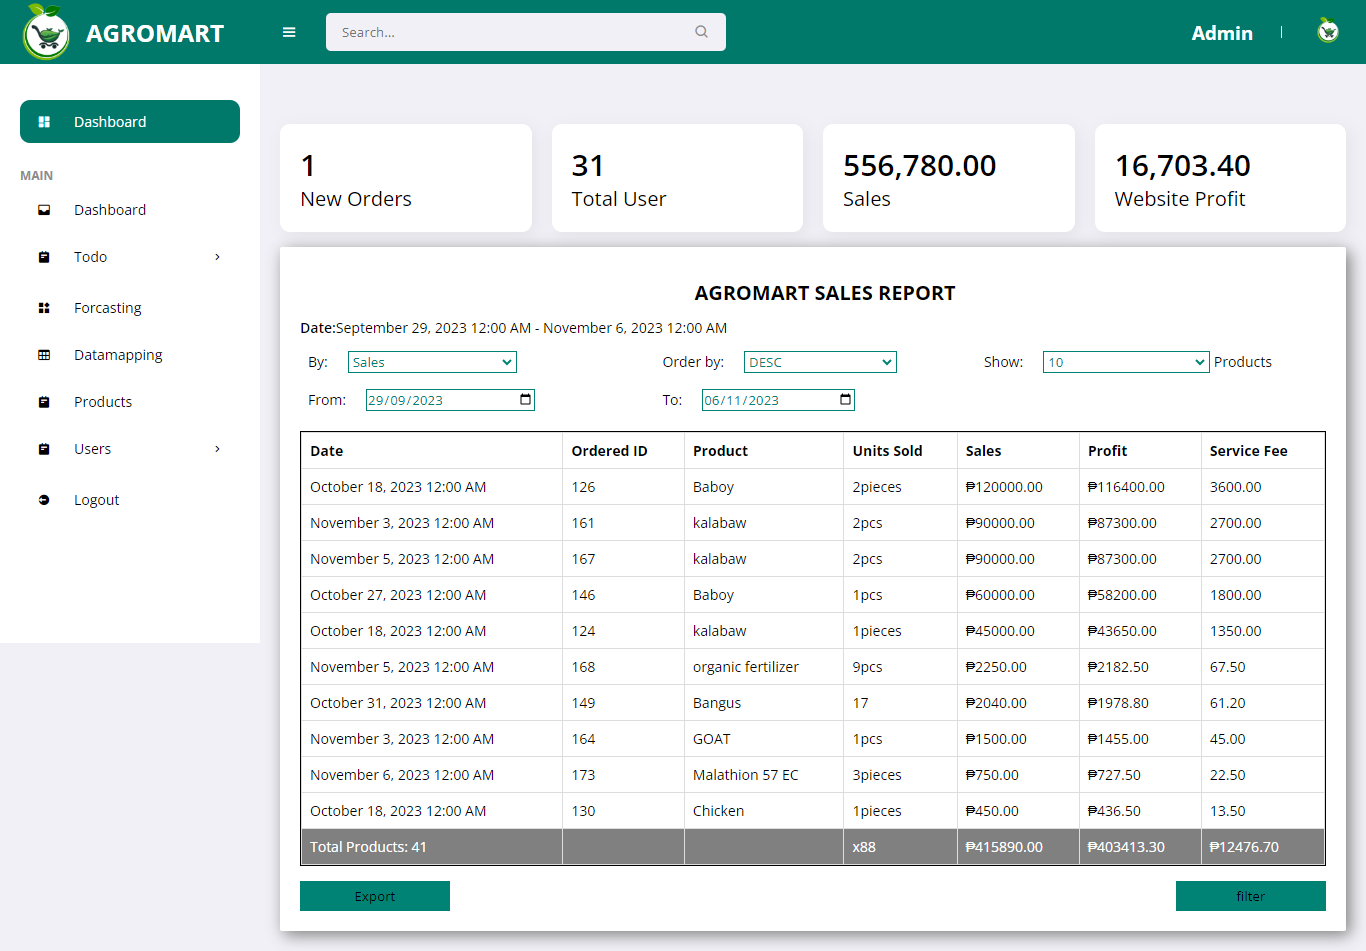 AGROMART
Search...
Admin
Dashboard
MAIN
Dashboard
Todo
Forcasting
Datamapping
Products
Users
Logout
1
New Orders
31
Total User
556,780.00
Sales
16,703.40
Website Profit
AGROMART SALES REPORT
Date:September 29, 2023 12:00 AM - November 6, 2023 12:00 AM
By: Sales Order by: DESC Show: 10 Products
From: 29/09/2023 To: 06/11/2023
Date Ordered ID Product Units Sold Sales Profit Service Fee
October 18, 2023 12:00 AM 126 Baboy 2pieces ₱120000.00 ₱116400.00 3600.00
November 3, 2023 12:00 AM 161 kalabaw 2pcs ₱90000.00 ₱87300.00 2700.00
November 5, 2023 12:00 AM 167 kalabaw 2pcs ₱90000.00 ₱87300.00 2700.00
October 27, 2023 12:00 AM 146 Baboy 1pcs ₱60000.00 ₱58200.00 1800.00
October 18, 2023 12:00 AM 124 kalabaw 1pieces ₱45000.00 ₱43650.00 1350.00
November 5, 2023 12:00 AM 168 organic fertilizer 9pcs ₱2250.00 ₱2182.50 67.50
October 31, 2023 12:00 AM 149 Bangus 17 ₱2040.00 ₱1978.80 61.20
November 3, 2023 12:00 AM 164 GOAT 1pcs ₱1500.00 ₱1455.00 45.00
November 6, 2023 12:00 AM 173 Malathion 57 EC 3pieces ₱750.00 ₱727.50 22.50
October 18, 2023 12:00 AM 130 Chicken 1pieces ₱450.00 ₱436.50 13.50
Total Products: 41 x88 ₱415890.00 ₱403413.30 ₱12476.70
Export filter